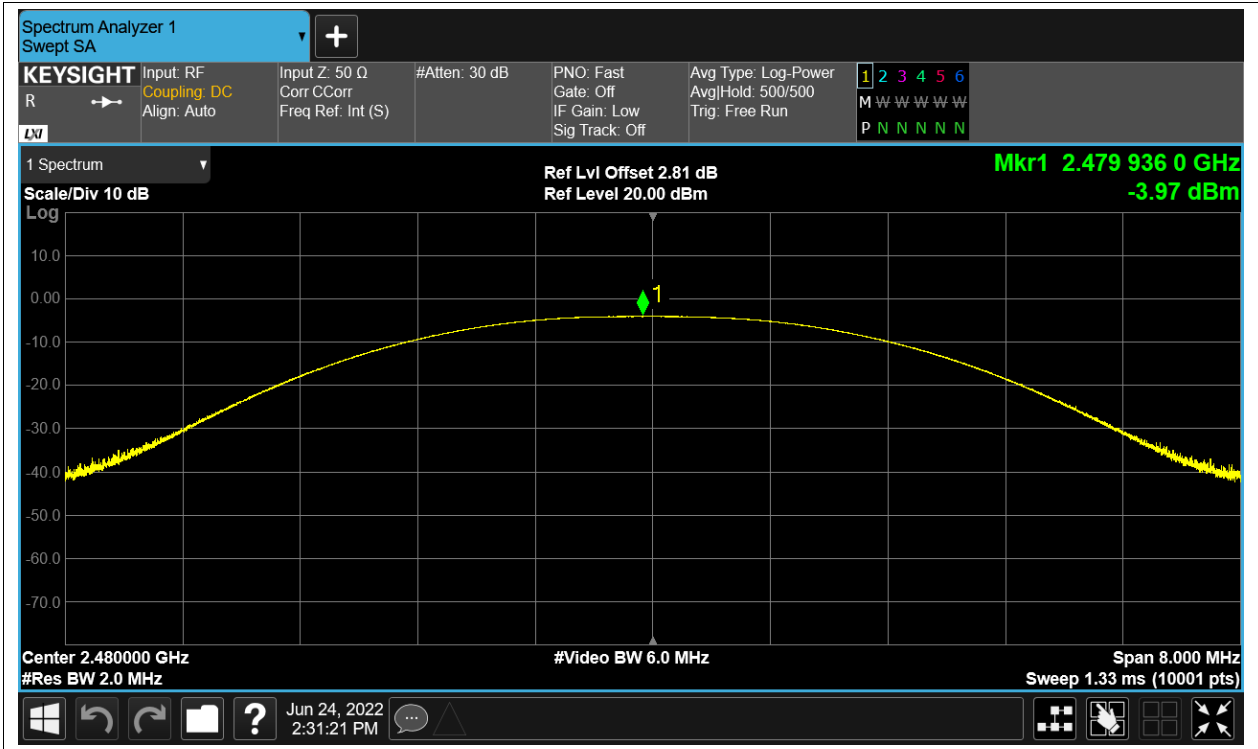 Spectrum Analyzer 1
Swept SA
KEYSIGHT
R
LXI
Input: RF
Coupling: DC
Align: Auto
Input Z: 50 Ω
Corr CCorr
Freq Ref: Int (S)
#Atten: 30 dB
PNO: Fast
Gate: Off
IF Gain: Low
Sig Track: Off
Avg Type: Log-Power
Avg|Hold: 500/500
Trig: Free Run
1 2 3 4 5 6
M W W W W W
P N N N N N
1 Spectrum
Scale/Div 10 dB
Log
Ref Lvl Offset 2.81 dB
Ref Level 20.00 dBm
Mkr1 2.479 936 0 GHz
-3.97 dBm
10.0
0.00
-10.0
-20.0
-30.0
-40.0
-50.0
-60.0
-70.0
1
Center 2.480000 GHz
#Res BW 2.0 MHz
#Video BW 6.0 MHz
Span 8.000 MHz
Sweep 1.33 ms (10001 pts)
?
Jun 24, 2022
2:31:21 PM